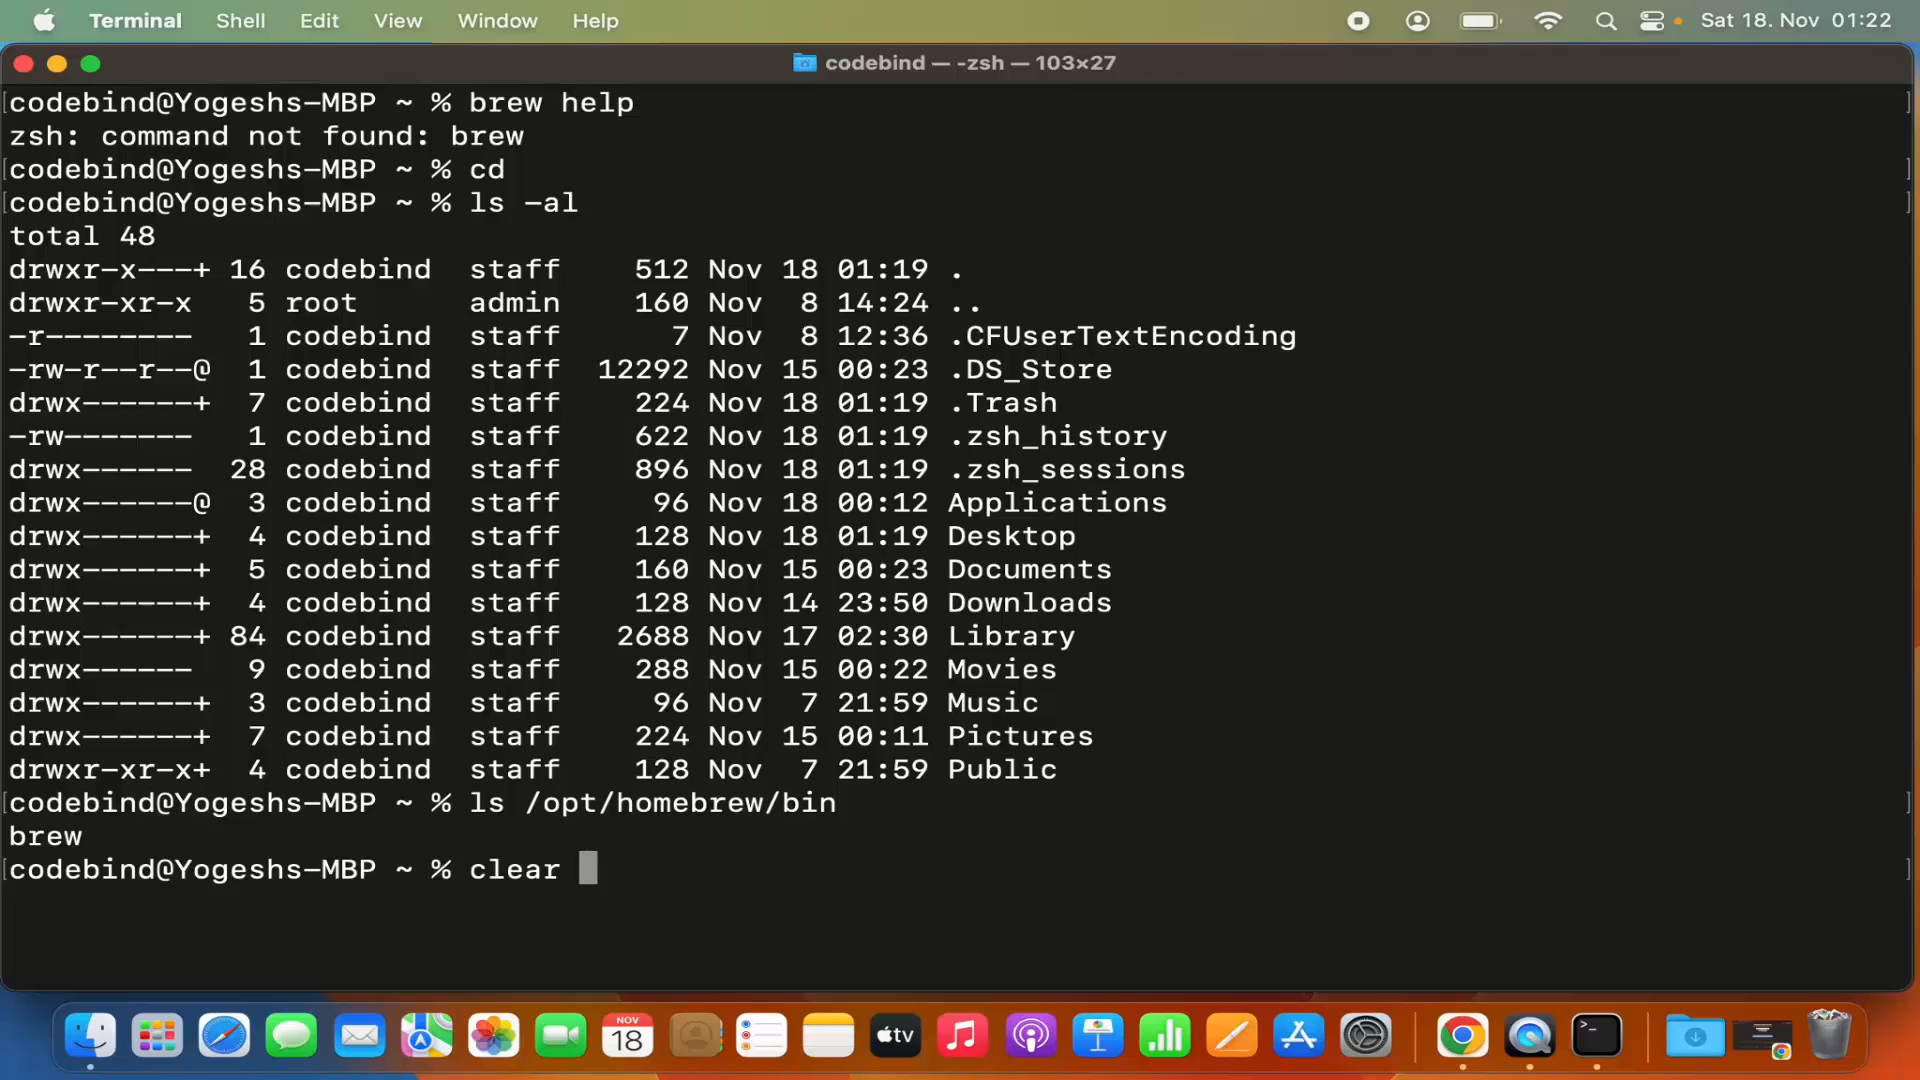 Terminal Shell Edit View Window Help Sat 18. Nov 01:22
codebind — -zsh — 103×27
codebind@Yogeshs-MBP ~ % brew help
zsh: command not found: brew
codebind@Yogeshs-MBP ~ % cd
codebind@Yogeshs-MBP ~ % ls -al
total 48
drwxr-x---+ 16 codebind  staff    512 Nov 18 01:19 .
drwxr-xr-x   5 root      admin    160 Nov  8 14:24 ..
-r--------   1 codebind  staff      7 Nov  8 12:36 .CFUserTextEncoding
-rw-r--r--@  1 codebind  staff  12292 Nov 15 00:23 .DS_Store
drwx------+  7 codebind  staff    224 Nov 18 01:19 .Trash
-rw-------   1 codebind  staff    622 Nov 18 01:19 .zsh_history
drwx------  28 codebind  staff    896 Nov 18 01:19 .zsh_sessions
drwx------@  3 codebind  staff     96 Nov 18 00:12 Applications
drwx------+  4 codebind  staff    128 Nov 18 01:19 Desktop
drwx------+  5 codebind  staff    160 Nov 15 00:23 Documents
drwx------+  4 codebind  staff    128 Nov 14 23:50 Downloads
drwx------+ 84 codebind  staff   2688 Nov 17 02:30 Library
drwx------   9 codebind  staff    288 Nov 15 00:22 Movies
drwx------+  3 codebind  staff     96 Nov  7 21:59 Music
drwx------+  7 codebind  staff    224 Nov 15 00:11 Pictures
drwxr-xr-x+  4 codebind  staff    128 Nov  7 21:59 Public
codebind@Yogeshs-MBP ~ % ls /opt/homebrew/bin
brew
codebind@Yogeshs-MBP ~ % clear
NOV
18
tv
>_